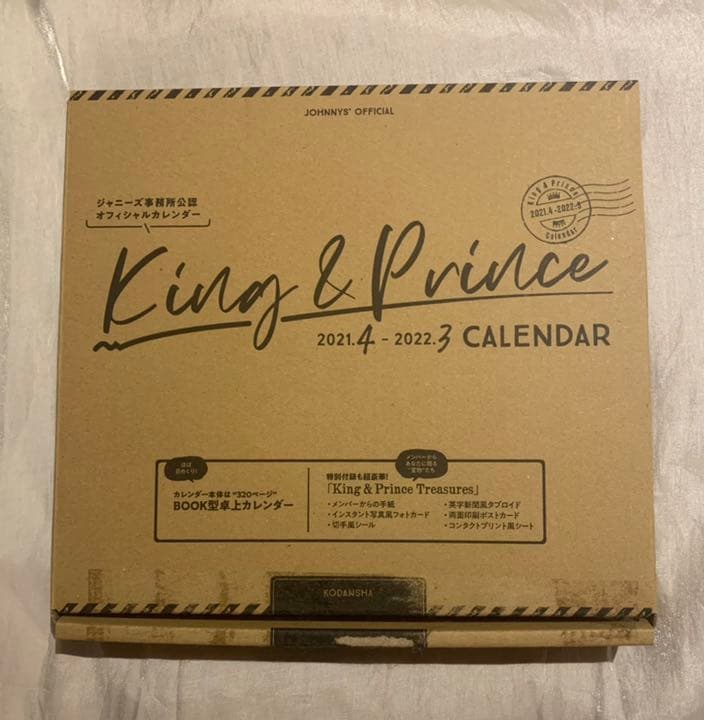 JOHNNYS' OFFICIAL
ジャニーズ事務所公認
オフィシャルカレンダー
King & Prince
2021.4-2022.3
Calendar
King & Prince
2021.4 - 2022.3 CALENDAR
ほぼ
日めくり!
カレンダー本体は"320ページ"
BOOK型卓上カレンダー
メンバーから
あなたに贈る
"宝物"たち
特別付録も超豪華!
「King & Prince Treasures」
・メンバーからの手紙
・インスタント写真風フォトカード
・切手風シール
・英字新聞風タブロイド
・両面印刷ポストカード
・コンタクトプリント風シート
KODANSHA